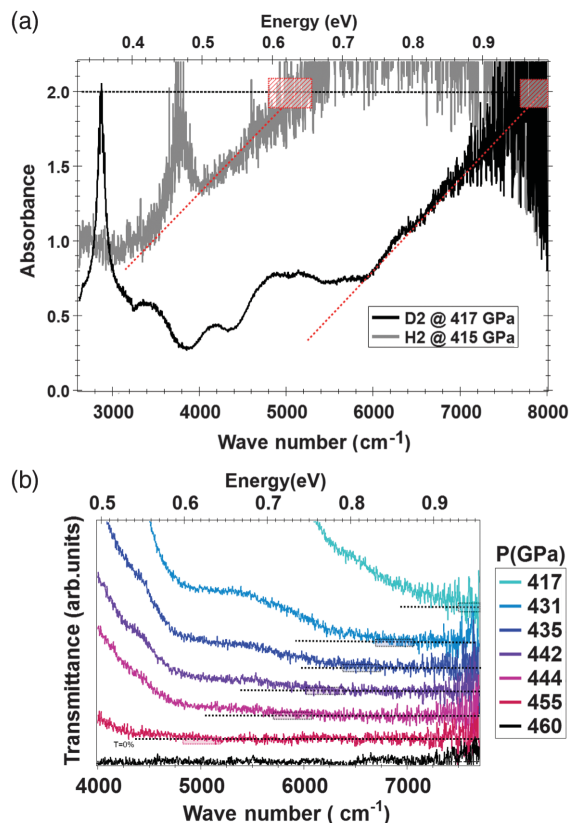 (a)
Energy (eV)
0.4 0.5 0.6 0.7 0.8 0.9
2.0
1.5
1.0
0.5
0.0
Absorbance
D2 @ 417 GPa
H2 @ 415 GPa
3000 4000 5000 6000 7000 8000
Wave number ( cm-1)
(b)
Energy(eV)
0.5 0.6 0.7 0.8 0.9
Transmittance (arb.units)
P(GPa)
417
431
435
442
444
455
460
T=0%
4000 5000 6000 7000
Wave number ( cm-1)